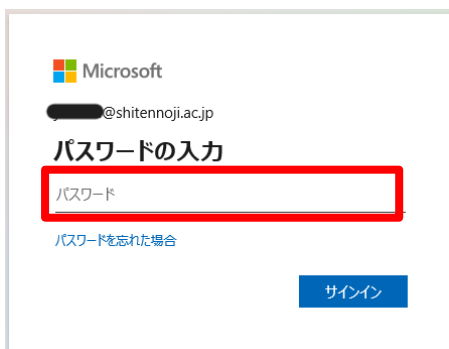 Microsoft
@shitennoji.ac.jp
パスワードの入力
パスワード
パスワードを忘れた場合
サインイン